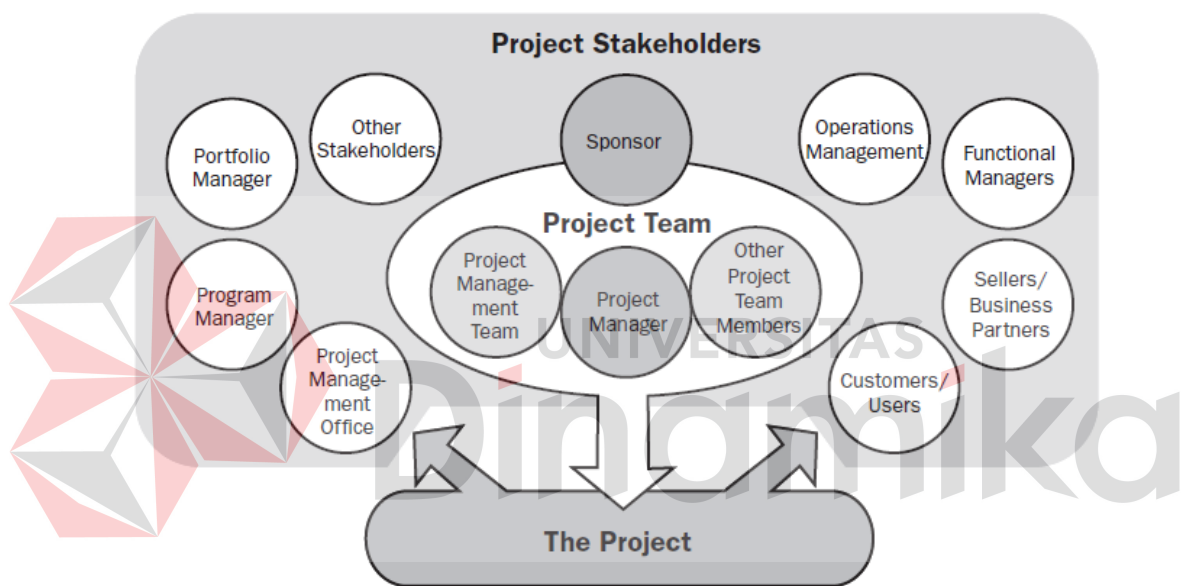 Project Stakeholders
Portfolio
Manager
Other
Stakeholders
Sponsor
Operations
Management
Functional
Managers
Project Team
Program
Manager
Project
Manage-
ment
Team
Project
Manager
Other
Project
Team
Members
Sellers/
Business
Partners
Project
Manage-
ment
Office
Customers/
Users
UNIVERSITAS
Dinamika
The Project